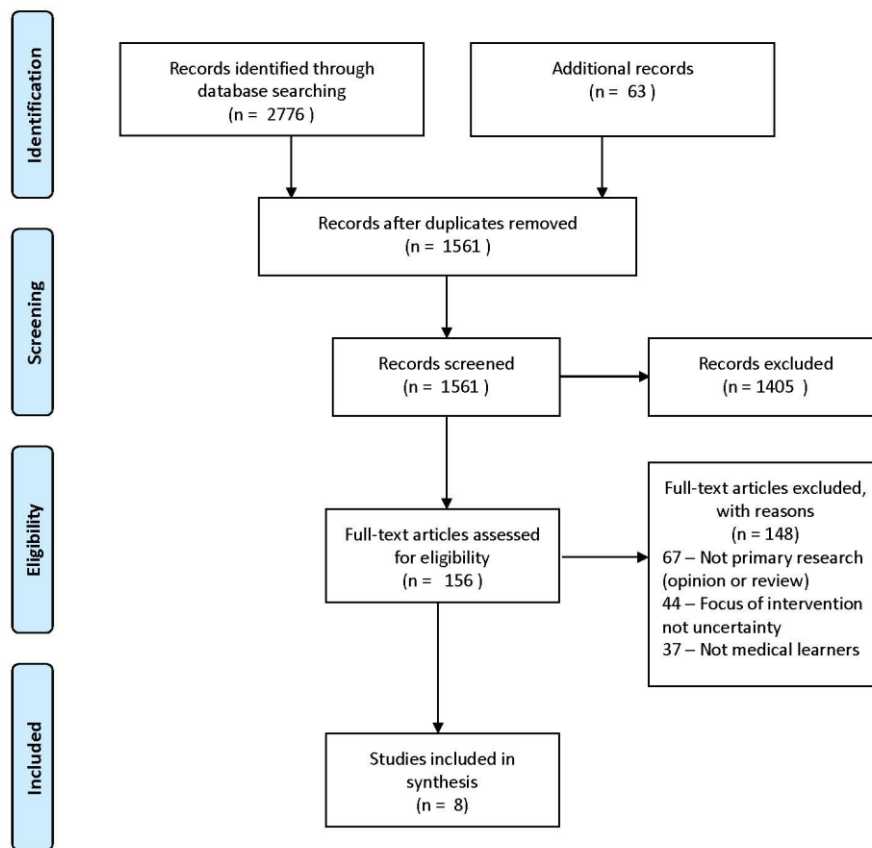 Identification
Records identified through
database searching
(n = 2776 )
Additional records
(n = 63 )
Records after duplicates removed
(n = 1561 )
Screening
Records screened
(n = 1561 )
Records excluded
(n = 1405 )
Eligibility
Full-text articles assessed
for eligibility
(n = 156 )
Full-text articles excluded,
with reasons
(n = 148)
67 – Not primary research
(opinion or review)
44 – Focus of intervention
not uncertainty
37 – Not medical learners
Included
Studies included in
synthesis
(n = 8)